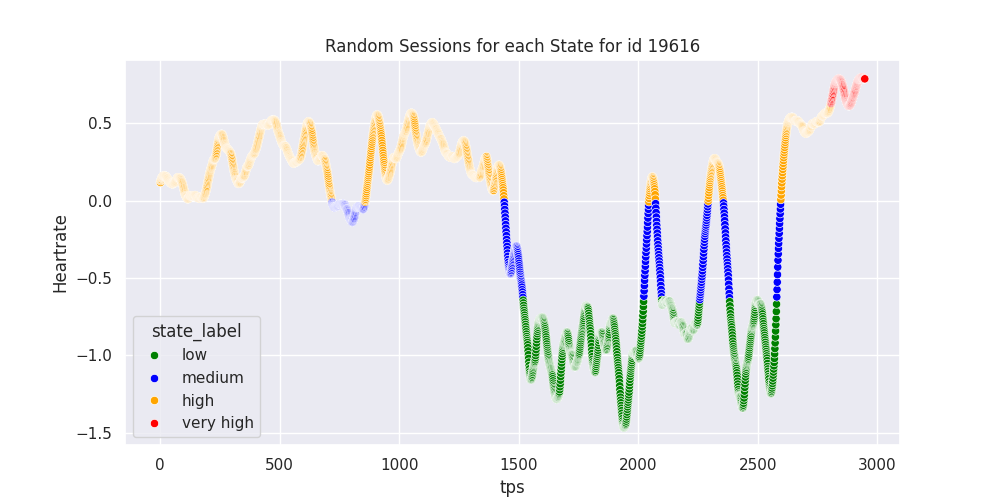 Random Sessions for each State for id 19616
Heartrate
0.5
0.0
−0.5
−1.0
−1.5
state_label
low
medium
high
very high
0 500 1000 1500 2000 2500 3000
tps